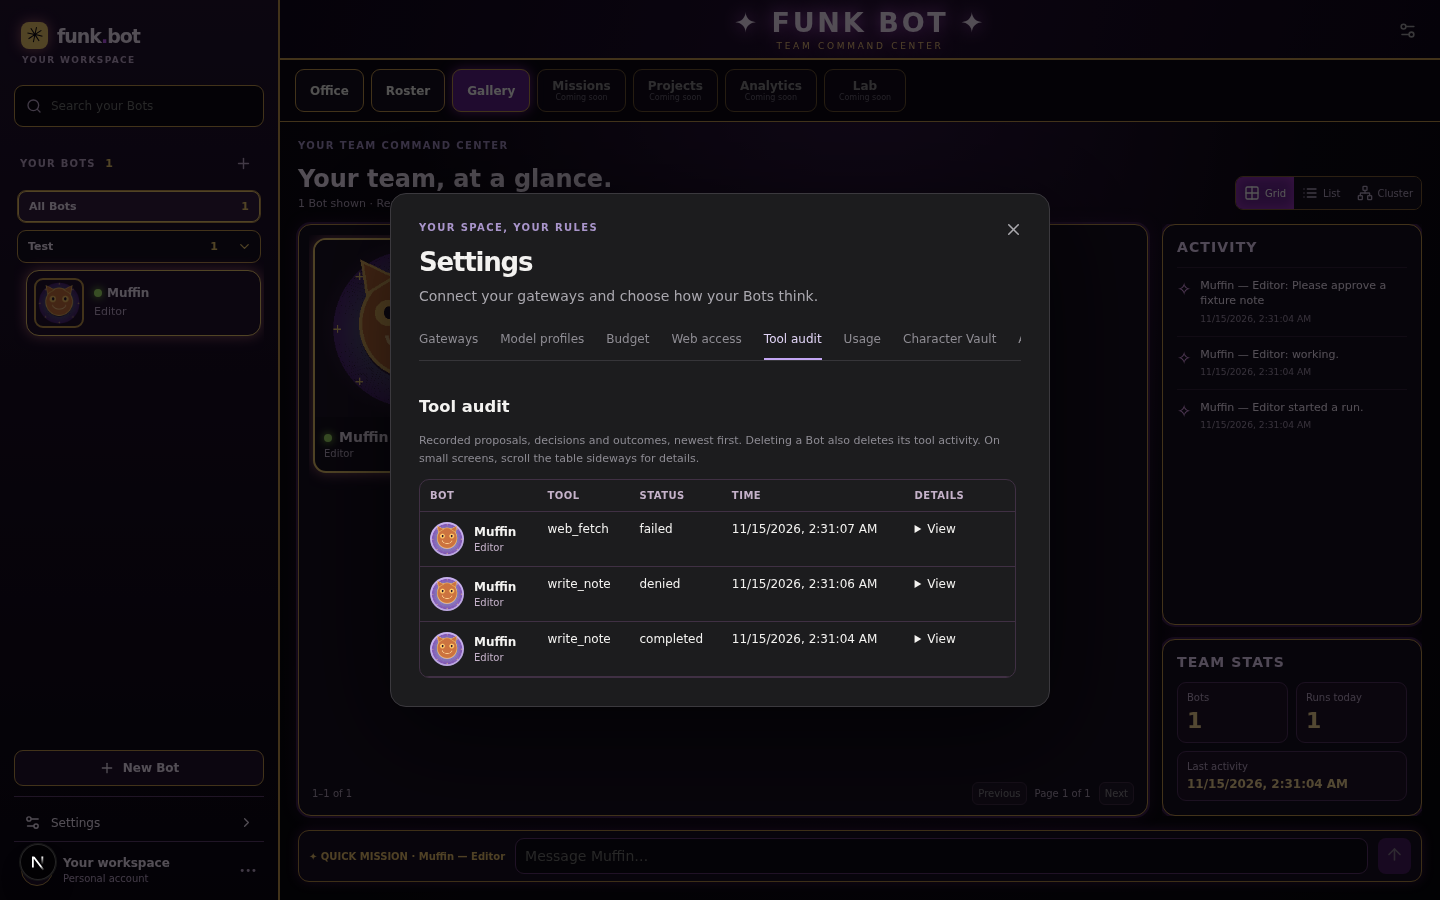 funk.bot
YOUR WORKSPACE
Search your Bots
YOUR BOTS 1
All Bots 1
Test 1
Muffin
Editor
New Bot
Settings
N
Your workspace
Personal account
✦ FUNK BOT ✦
TEAM COMMAND CENTER
Office
Roster
Gallery
Missions
Coming soon
Projects
Coming soon
Analytics
Coming soon
Lab
Coming soon
YOUR TEAM COMMAND CENTER
Your team, at a glance.
1 Bot shown · Re
Grid
List
Cluster
Muffin
Editor
1–1 of 1
Previous
Page 1 of 1
Next
YOUR SPACE, YOUR RULES
Settings
Connect your gateways and choose how your Bots think.
Gateways Model profiles Budget Web access Tool audit Usage Character Vault
Tool audit
Recorded proposals, decisions and outcomes, newest first. Deleting a Bot also deletes its tool activity. On
small screens, scroll the table sideways for details.
BOT TOOL STATUS TIME DETAILS
Muffin web_fetch failed 11/15/2026, 2:31:07 AM ▶ View
Editor
Muffin write_note denied 11/15/2026, 2:31:06 AM ▶ View
Editor
Muffin write_note completed 11/15/2026, 2:31:04 AM ▶ View
Editor
ACTIVITY
Muffin — Editor: Please approve a
fixture note
11/15/2026, 2:31:04 AM
Muffin — Editor: working.
11/15/2026, 2:31:04 AM
Muffin — Editor started a run.
11/15/2026, 2:31:04 AM
TEAM STATS
Bots
1
Runs today
1
Last activity
11/15/2026, 2:31:04 AM
✦ QUICK MISSION · Muffin — Editor
Message Muffin...